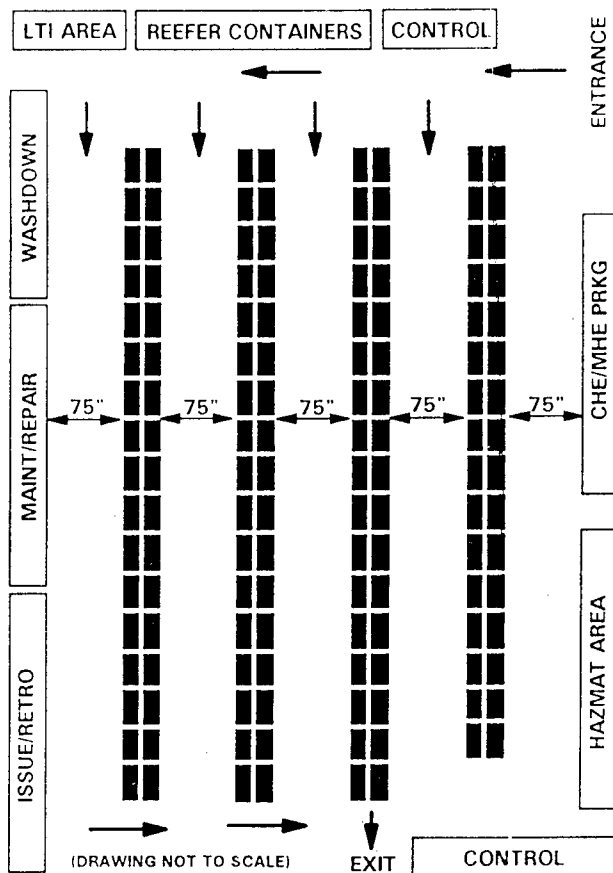 LTI AREA
REEFER CONTAINERS
CONTROL
ENTRANCE
WASHDOWN
CHE/MHE PRKG
MAINT/REPAIR
75"
75"
75"
75"
75"
HAZMAT AREA
ISSUE/RETRO
(DRAWING NOT TO SCALE)
EXIT
CONTROL